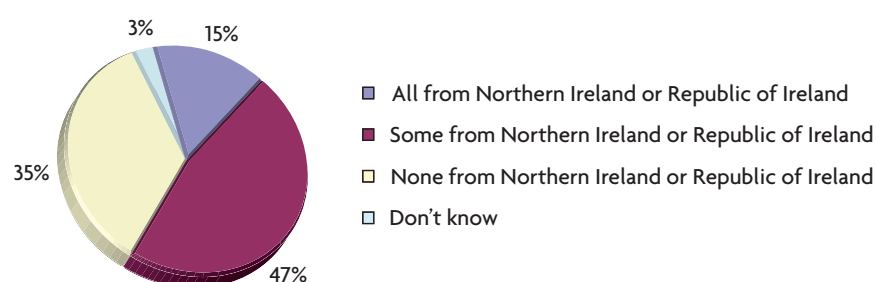 3%
15%
35%
47%
All from Northern Ireland or Republic of Ireland
Some from Northern Ireland or Republic of Ireland
None from Northern Ireland or Republic of Ireland
Don't know